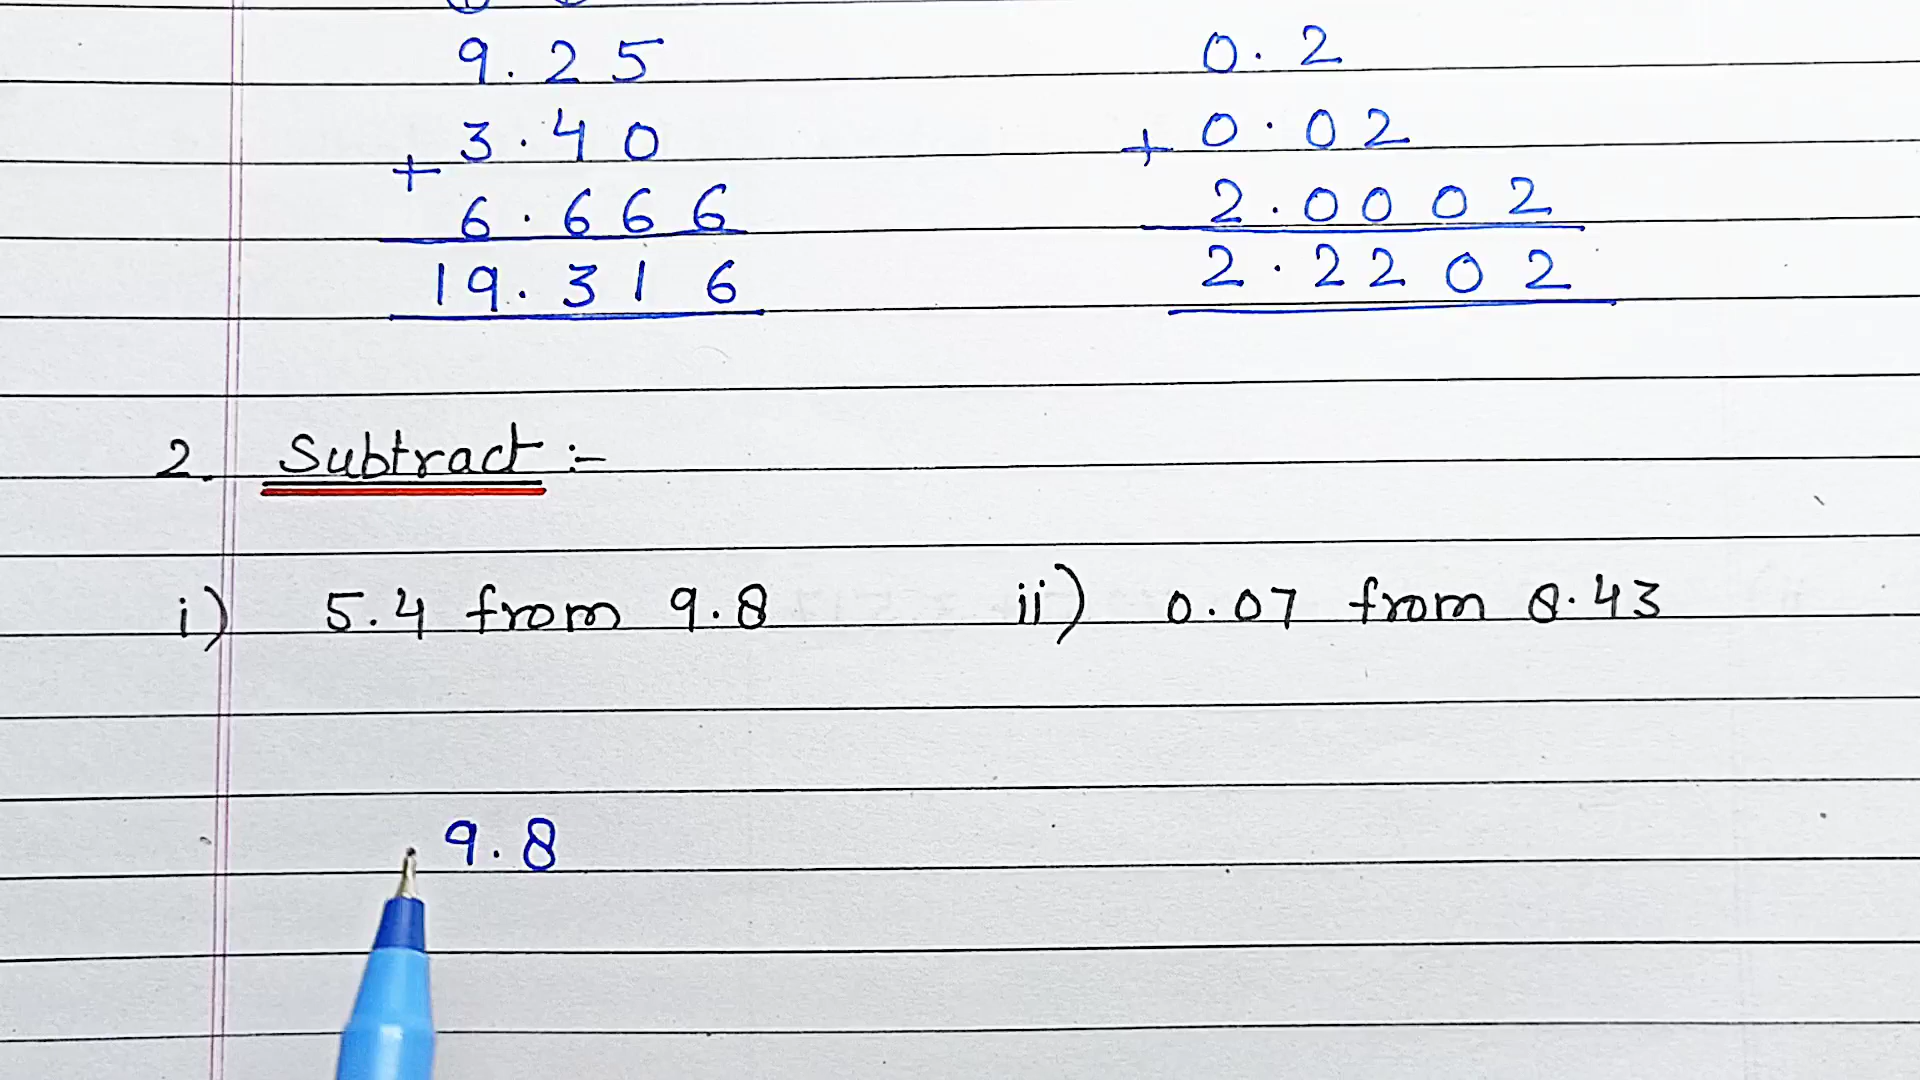 9.25 0.2
3.40 + 0.02
+ 6.666 2.0002
19.316 2.2202
2. Subtract :-
i) 5.4 from 9.8 ii) 0.07 from 0.43
9.8